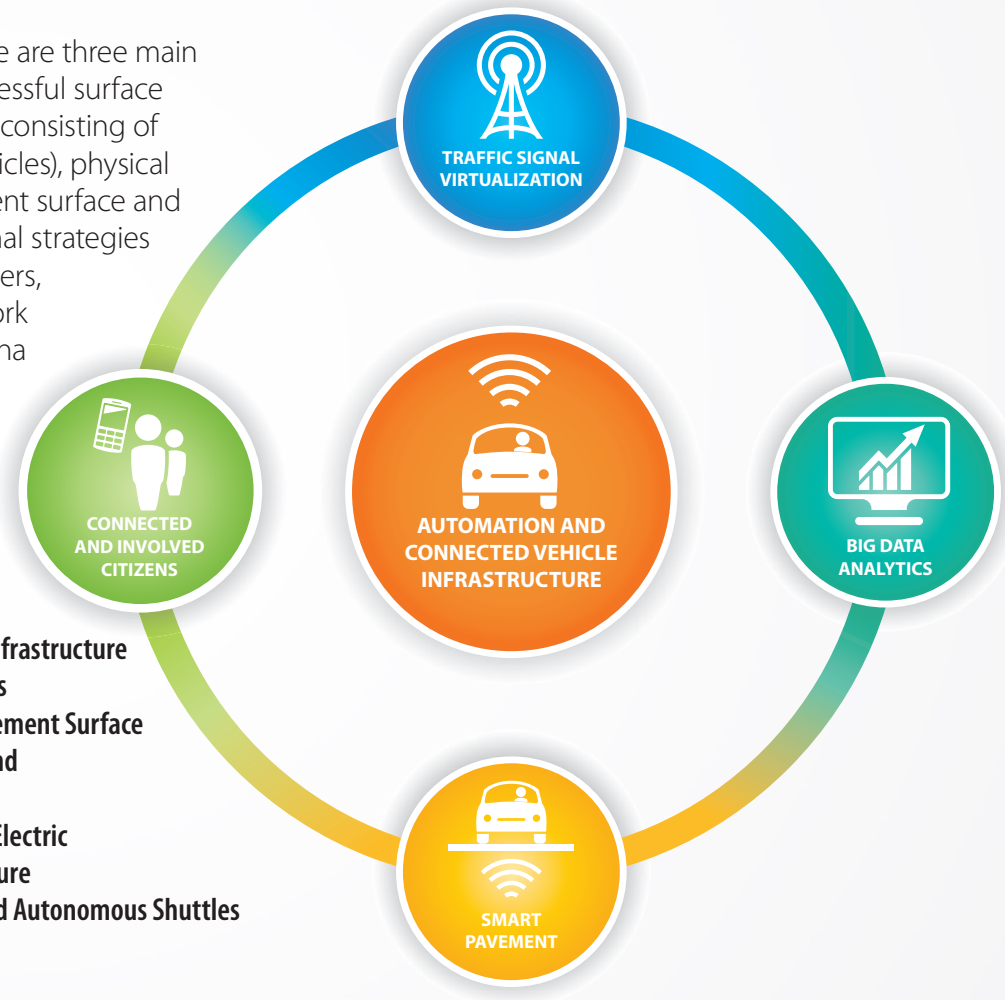 e are three main
essful surface
consisting of
icles), physical
ent surface and
nal strategies
ers,
ork
na
TRAFFIC SIGNAL
VIRTUALIZATION
CONNECTED
AND INVOLVED
CITIZENS
AUTOMATION AND
CONNECTED VEHICLE
INFRASTRUCTURE
BIG DATA
ANALYTICS
frastructure
s
ement Surface
nd
Electric
ure
d Autonomous Shuttles
SMART
PAVEMENT